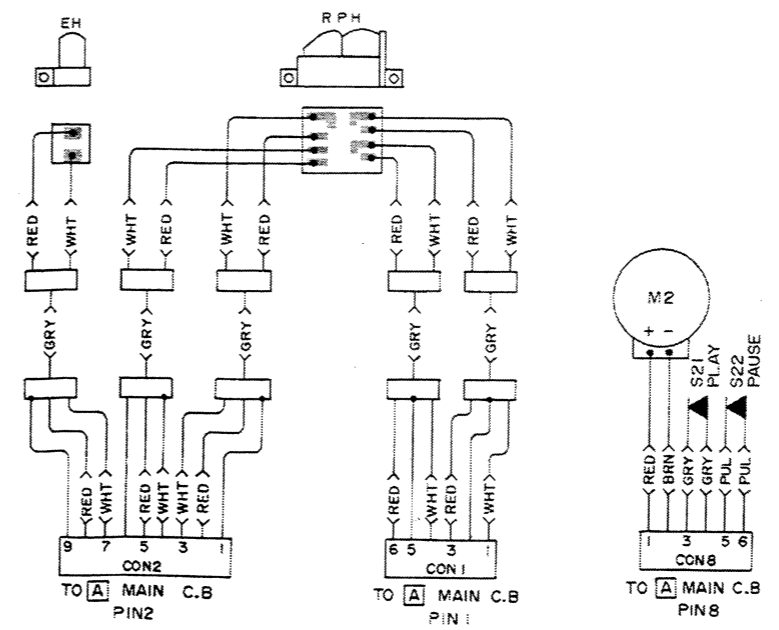 EH
RPH
RED WHT WHT RED WHT RED RED WHT RED WHT
GRY GRY GRY GRY GRY
M2
+ −
S21 PLAY
S22 PAUSE
RED WHT RED WHT WHT RED
RED WHT RED WHT
RED BRN GRY GRY PUL PUL
9 7 5 3 1
CON2
6 5 3 1
CON1
1 3 5 6
CON8
TO A MAIN C.B
PIN2
TO A MAIN C.B
PIN1
TO A MAIN C.B
PIN8